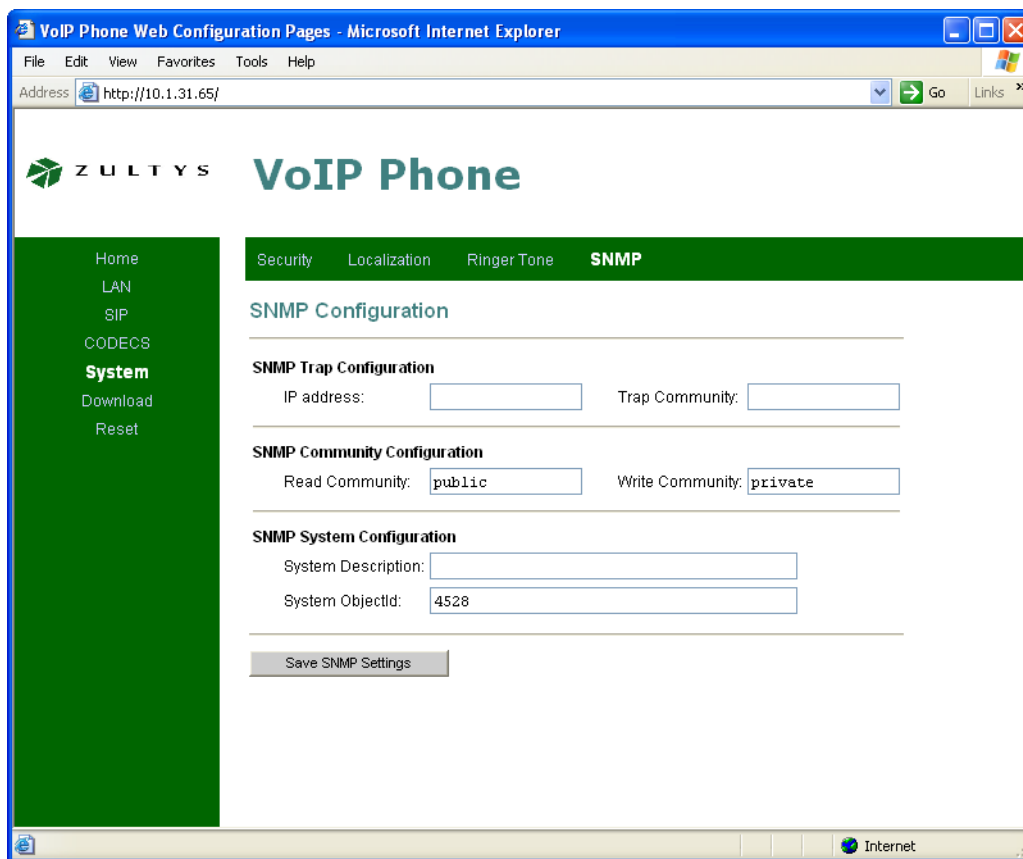 VoIP Phone Web Configuration Pages - Microsoft Internet Explorer
File Edit View Favorites Tools Help
Address http://10.1.31.65/ Go Links »
ZULTYS VoIP Phone
Home
LAN
SIP
CODECS
System
Download
Reset
Security Localization Ringer Tone SNMP
SNMP Configuration
SNMP Trap Configuration
IP address: Trap Community:
SNMP Community Configuration
Read Community: public Write Community: private
SNMP System Configuration
System Description:
System ObjectId: 4528
Save SNMP Settings
Internet